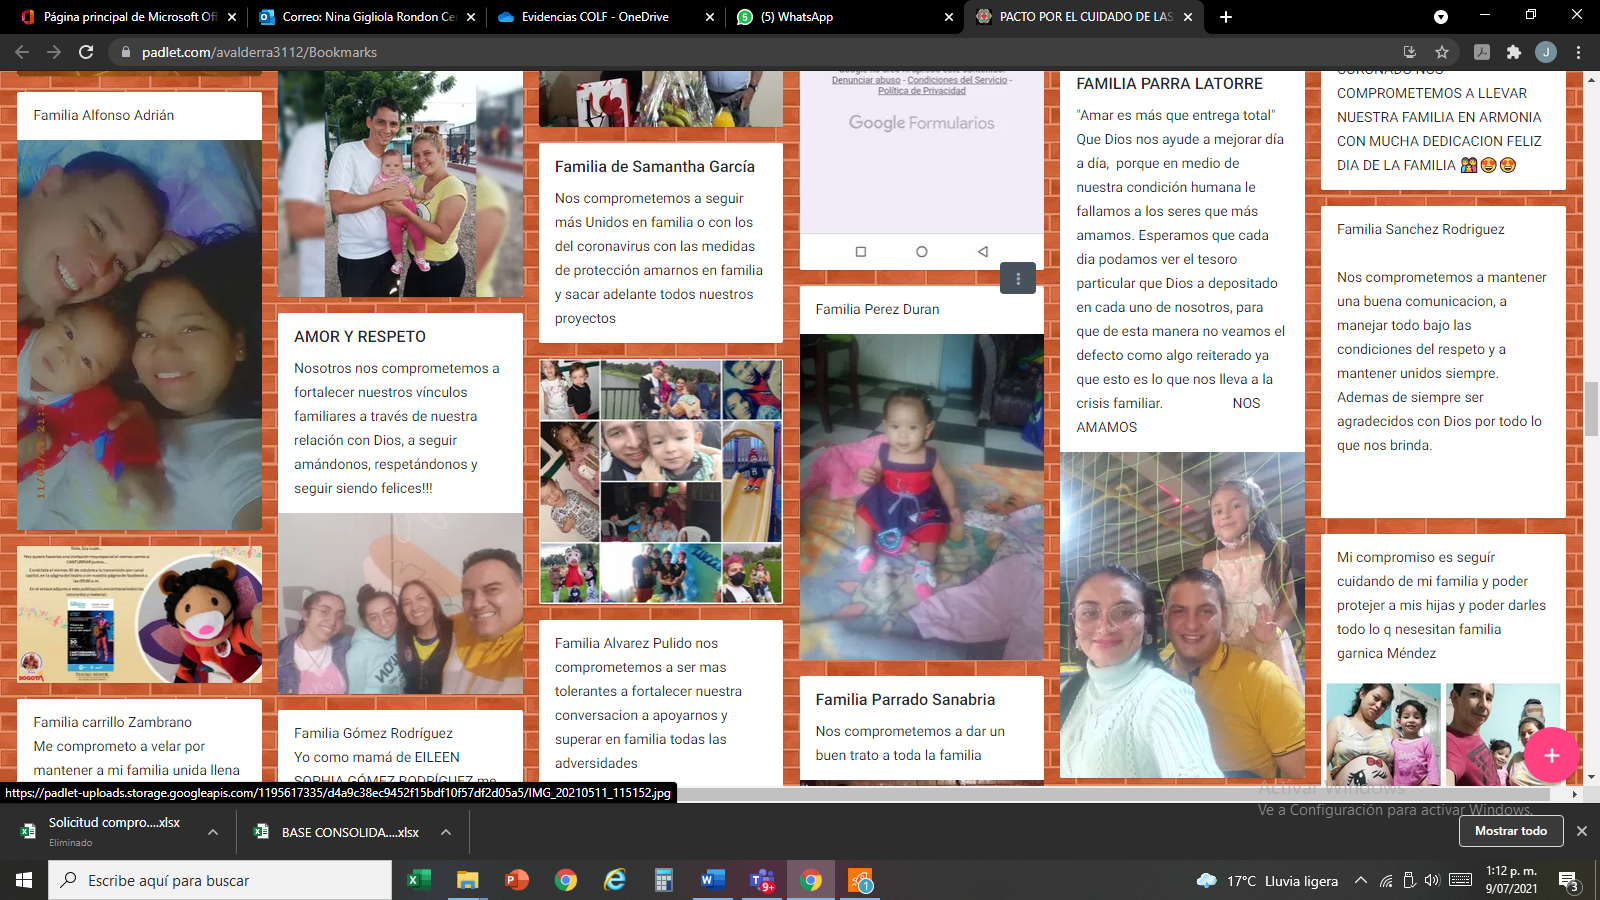 Página principal de Microsoft Off
Correo: Nina Gigliola Rondon Ce
Evidencias COLF - OneDrive
(5) WhatsApp
PACTO POR EL CUIDADO DE LAS
padlet.com/avalderra3112/Bookmarks
J
Familia Alfonso Adrián
BOGOTÁ
Familia carrillo Zambrano
Me comprometo a velar por
mantener a mi familia unida llena
AMOR Y RESPETO
Nosotros nos comprometemos a
fortalecer nuestros vínculos
familiares a través de nuestra
relación con Dios, a seguir
amándonos, respetándonos y
seguir siendo felices!!!
Familia Gómez Rodríguez
Yo como mamá de EILEEN
SOPHIA GÓMEZ RODRÍGUEZ me
Familia de Samantha García
Nos comprometemos a seguir
más Unidos en familia o con los
del coronavirus con las medidas
de protección amarnos en familia
y sacar adelante todos nuestros
proyectos
Familia Alvarez Pulido nos
comprometemos a ser mas
tolerantes a fortalecer nuestra
conversacion a apoyarnos y
superar en familia todas las
adversidades
Denunciar abuso - Condiciones del Servicio -
Política de Privacidad
Google Formularios
Familia Perez Duran
Familia Parrado Sanabria
Nos comprometemos a dar un
buen trato a toda la familia
FAMILIA PARRA LATORRE
"Amar es más que entrega total"
Que Dios nos ayude a mejorar día
a día, porque en medio de
nuestra condición humana le
fallamos a los seres que más
amamos. Esperamos que cada
dia podamos ver el tesoro
particular que Dios a depositado
en cada uno de nosotros, para
que de esta manera no veamos el
defecto como algo reiterado ya
que esto es lo que nos lleva a la
crisis familiar. NOS
AMAMOS
CORONADO NOS
COMPROMETEMOS A LLEVAR
NUESTRA FAMILIA EN ARMONIA
CON MUCHA DEDICACION FELIZ
DIA DE LA FAMILIA 👨‍👩‍👧‍👦😍😍
Familia Sanchez Rodriguez
Nos comprometemos a mantener
una buena comunicacion, a
manejar todo bajo las
condiciones del respeto y a
mantener unidos siempre.
Ademas de siempre ser
agradecidos con Dios por todo lo
que nos brinda.
Mi compromiso es seguír
cuidando de mi familia y poder
protejer a mis hijas y poder darles
todo lo q nesesitan familia
garnica Méndez
https://padlet-uploads.storage.googleapis.com/1195617335/d4a9c38ec9452f15bdf10f57df2d05a5/IMG_20210511_115152.jpg
Activar Windows
Ve a Configuración para activar Windows.
Solicitud compro....xlsx
Eliminado
BASE CONSOLIDA....xlsx
Mostrar todo
Escribe aquí para buscar
9+
1
17°C Lluvia ligera
1:12 p. m.
9/07/2021
3